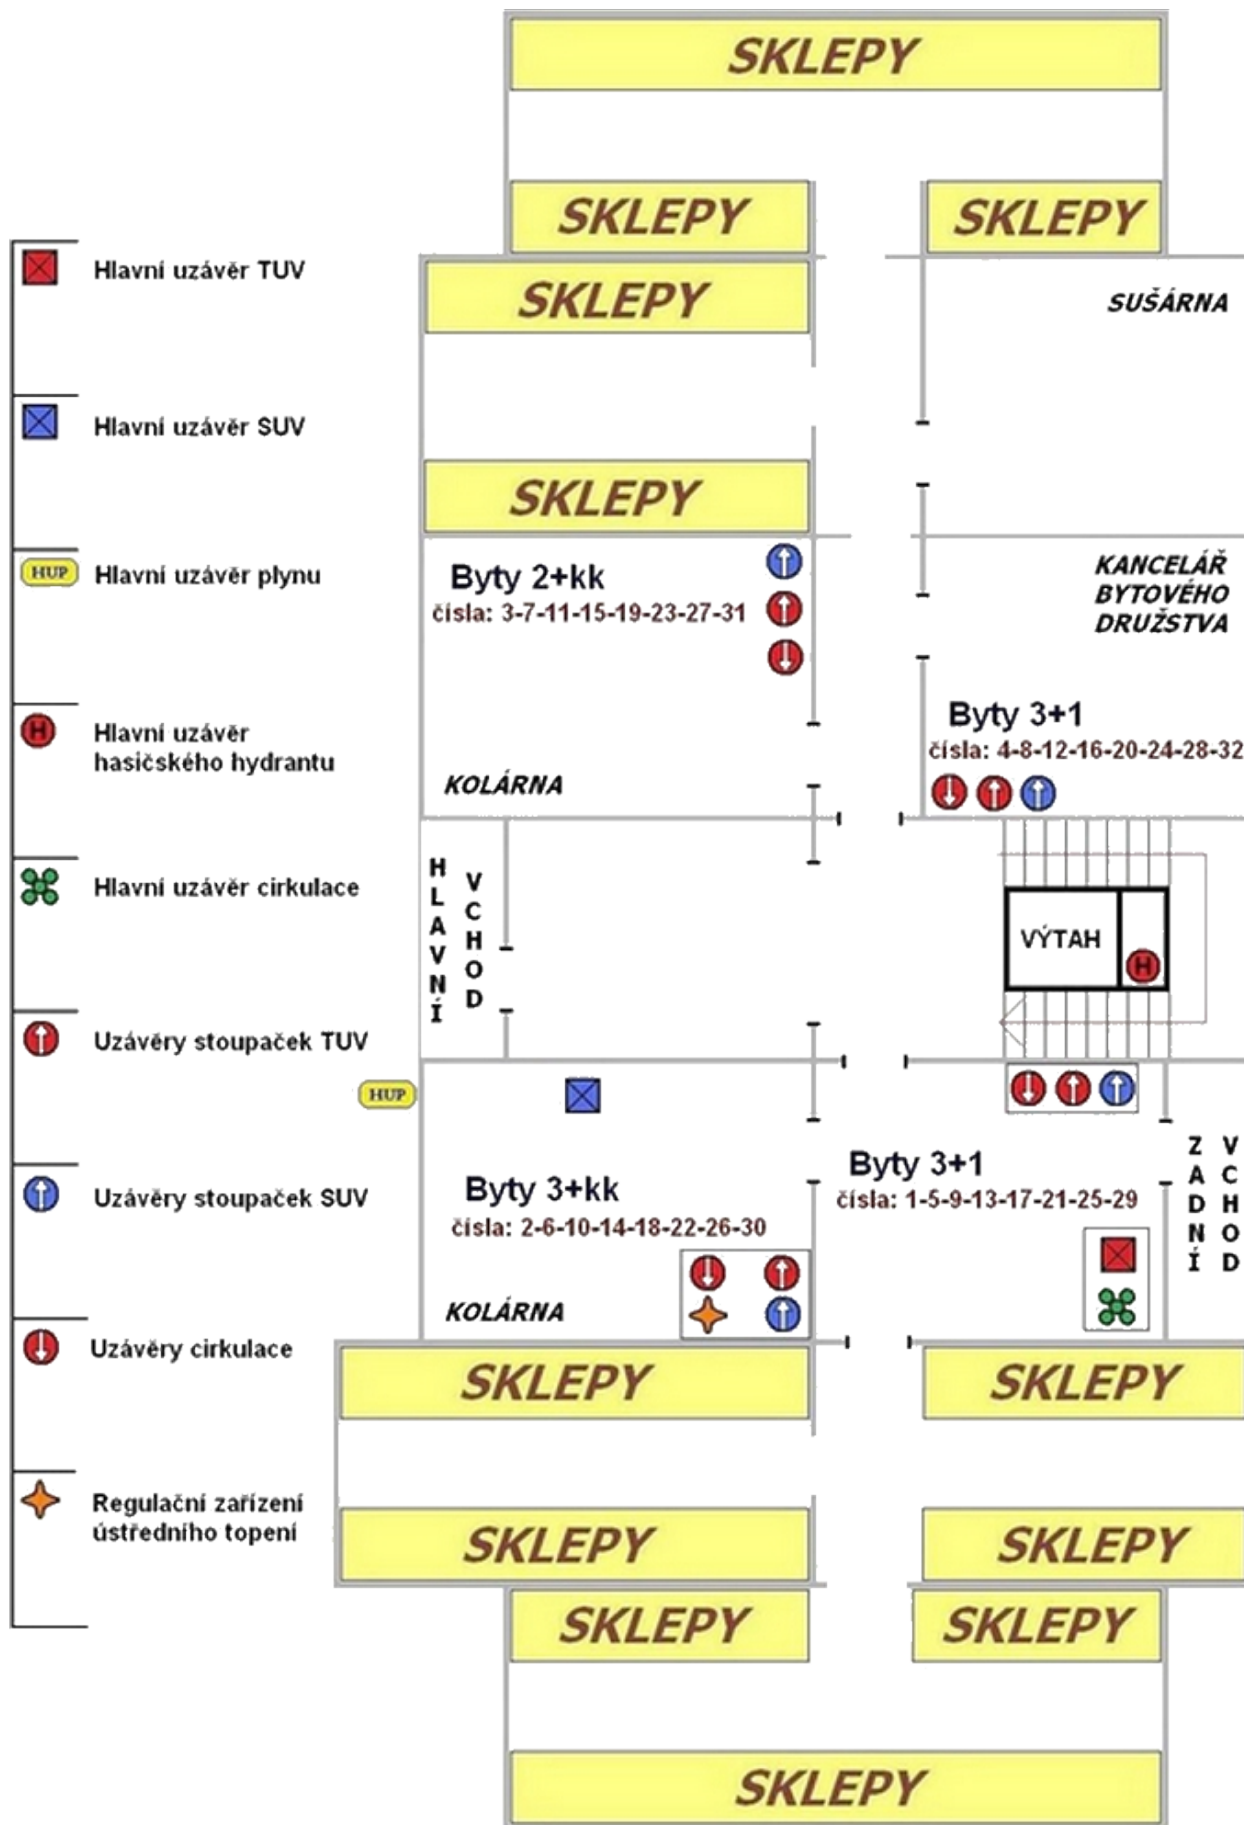 SKLEPY
SKLEPY
SKLEPY
SKLEPY
SUŠÁRNA
SKLEPY
Byty 2+kk
čísla: 3-7-11-15-19-23-27-31
KOLÁRNA
KANCELÁŘ
BYTOVÉHO
DRUŽSTVA
Byty 3+1
čísla: 4-8-12-16-20-24-28-32
HLAVNÍ
VCHOD
VÝTAH
H
HUP
Byty 3+kk
čísla: 2-6-10-14-18-22-26-30
KOLÁRNA
Byty 3+1
čísla: 1-5-9-13-17-21-25-29
ZADNÍ
VCHOD
SKLEPY
SKLEPY
SKLEPY
SKLEPY
SKLEPY
SKLEPY
SKLEPY
Hlavní uzávěr TUV
Hlavní uzávěr SUV
HUP
Hlavní uzávěr plynu
H
Hlavní uzávěr
hasičského hydrantu
Hlavní uzávěr cirkulace
Uzávěry stoupaček TUV
Uzávěry stoupaček SUV
Uzávěry cirkulace
Regulační zařízení
ústředního topení